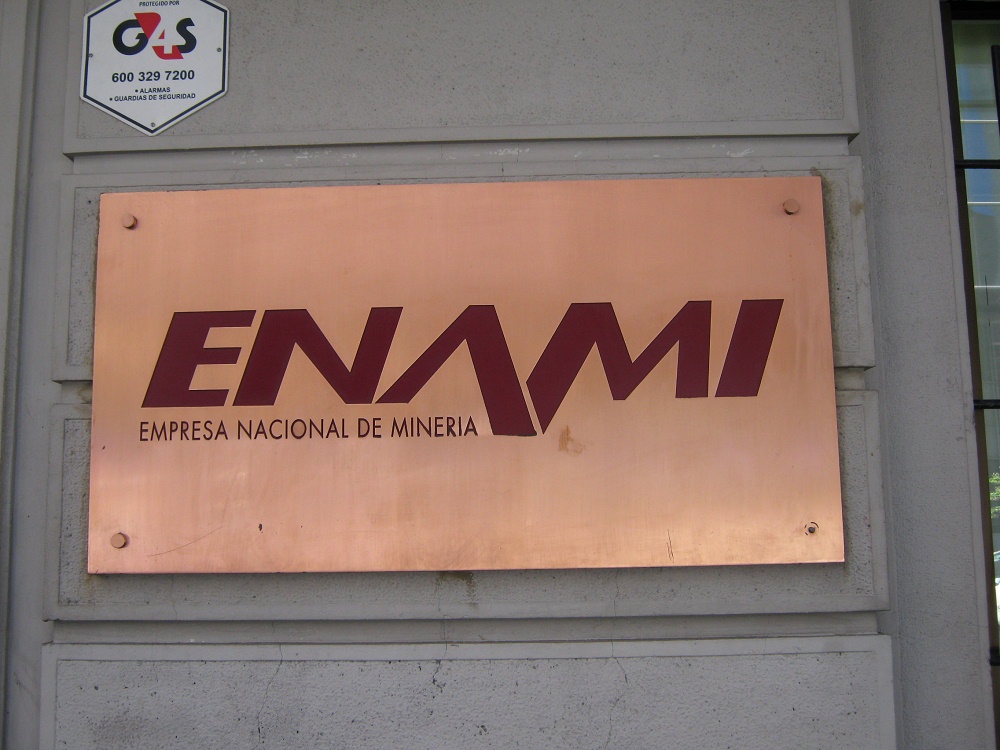 PROTEGIDO POR
G4S
600 329 7200
• ALARMAS
• GUARDIAS DE SEGURIDAD
ENAMI
EMPRESA NACIONAL DE MINERIA